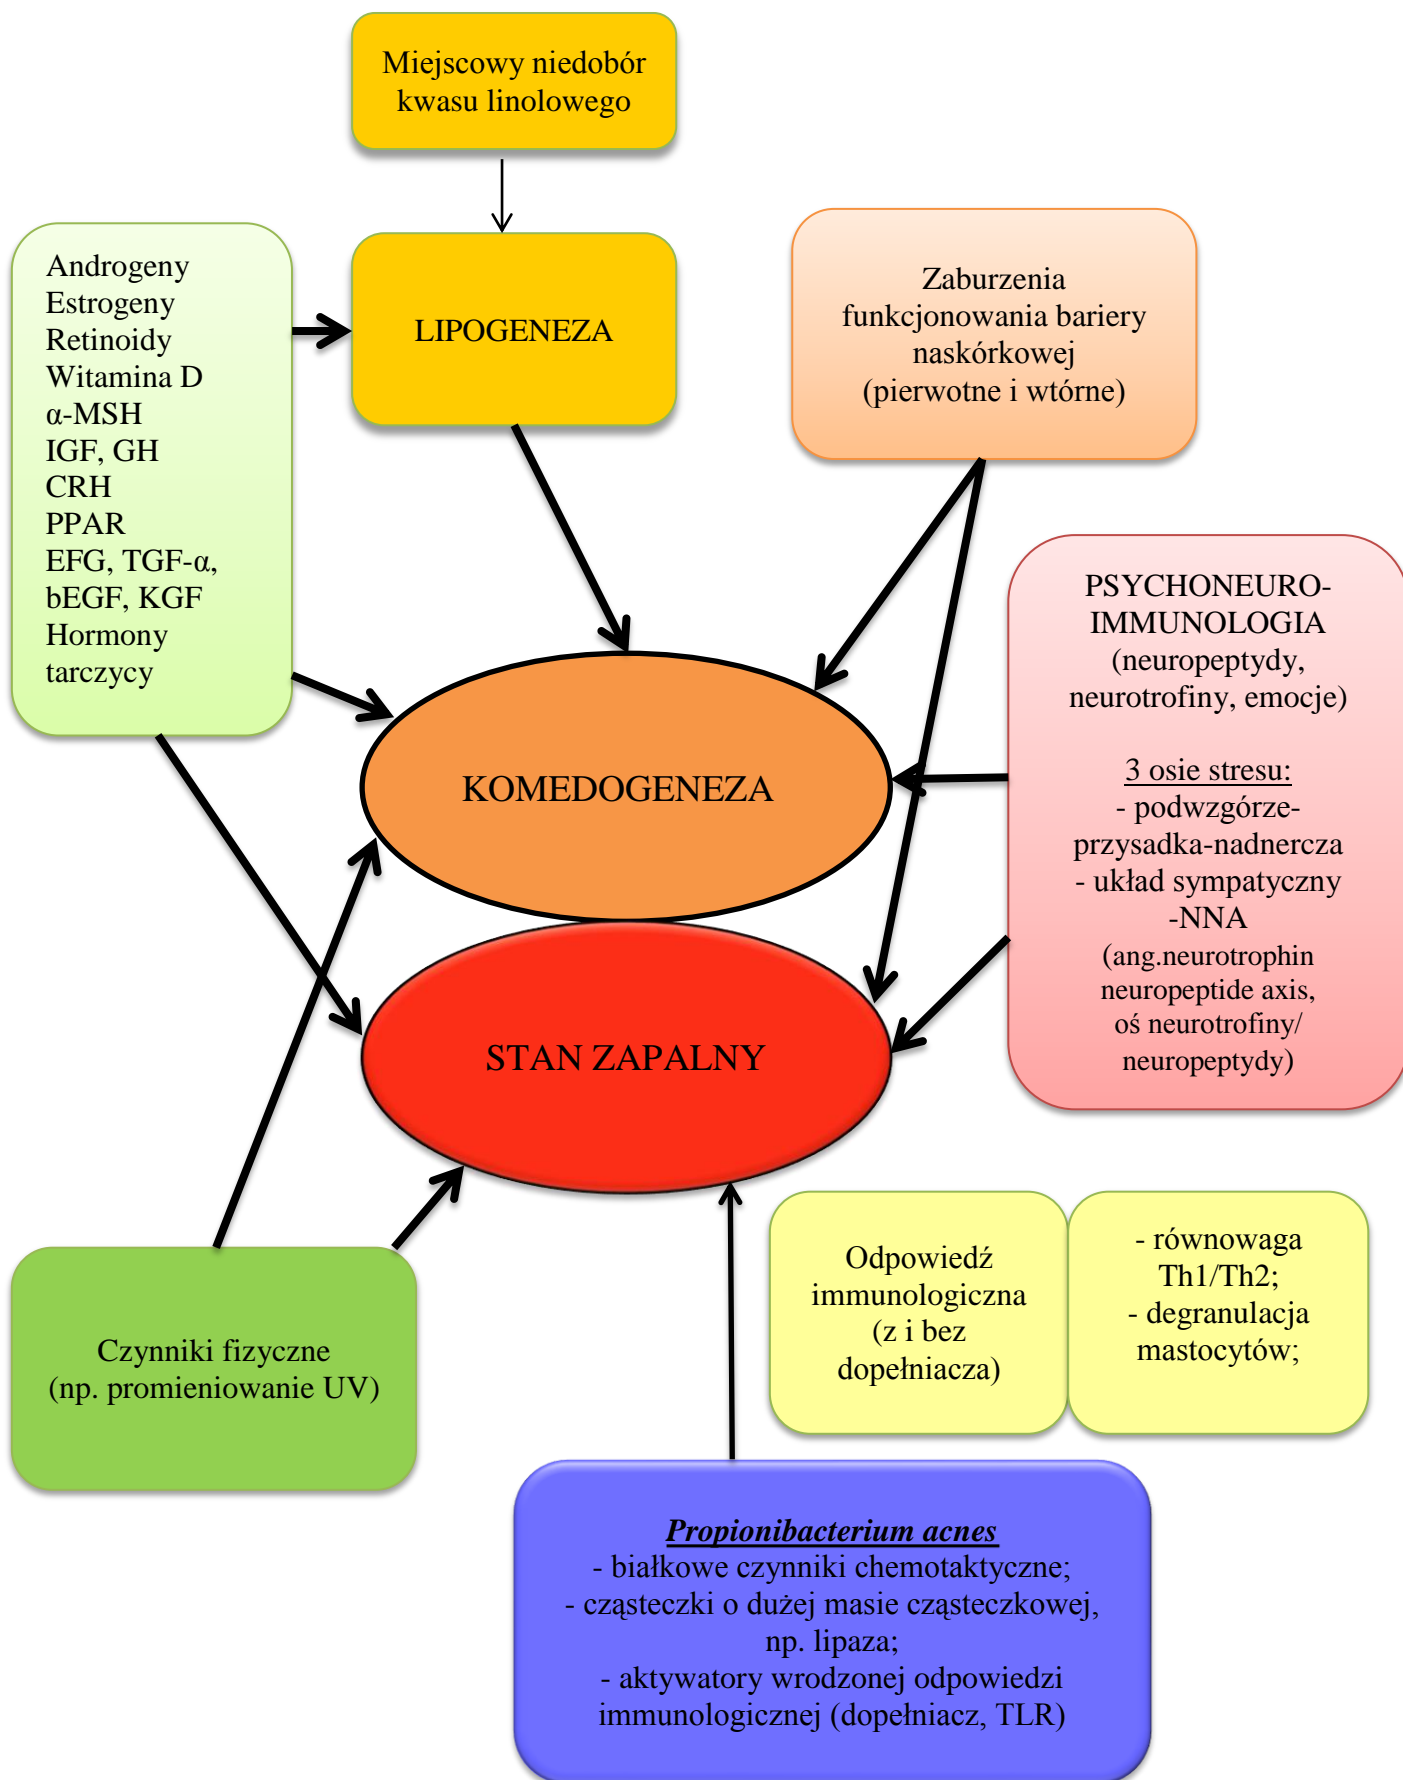 Miejscowy niedobór
kwasu linolowego
Androgeny
Estrogeny
Retinoidy
Witamina D
α-MSH
IGF, GH
CRH
PPAR
EFG, TGF-α,
bEGF, KGF
Hormony
tarczycy
LIPOGENEZA
Zaburzenia
funkcjonowania bariery
naskórkowej
(pierwotne i wtórne)
PSYCHONEURO-
IMMUNOLOGIA
(neuropeptydy,
neurotrofiny, emocje)
3 osie stresu:
- podwzgórze-
przysadka-nadnercza
- układ sympatyczny
-NNA
(ang.neurotrophin
neuropeptide axis,
oś neurotrofiny/
neuropeptydy)
KOMEDOGENEZA
STAN ZAPALNY
Czynniki fizyczne
(np. promieniowanie UV)
Odpowiedź
immunologiczna
(z i bez
dopełniacza)
- równowaga
Th1/Th2;
- degranulacja
mastocytów;
Propionibacterium acnes
- białkowe czynniki chemotaktyczne;
- cząsteczki o dużej masie cząsteczkowej,
np. lipaza;
- aktywatory wrodzonej odpowiedzi
immunologicznej (dopełniacz, TLR)